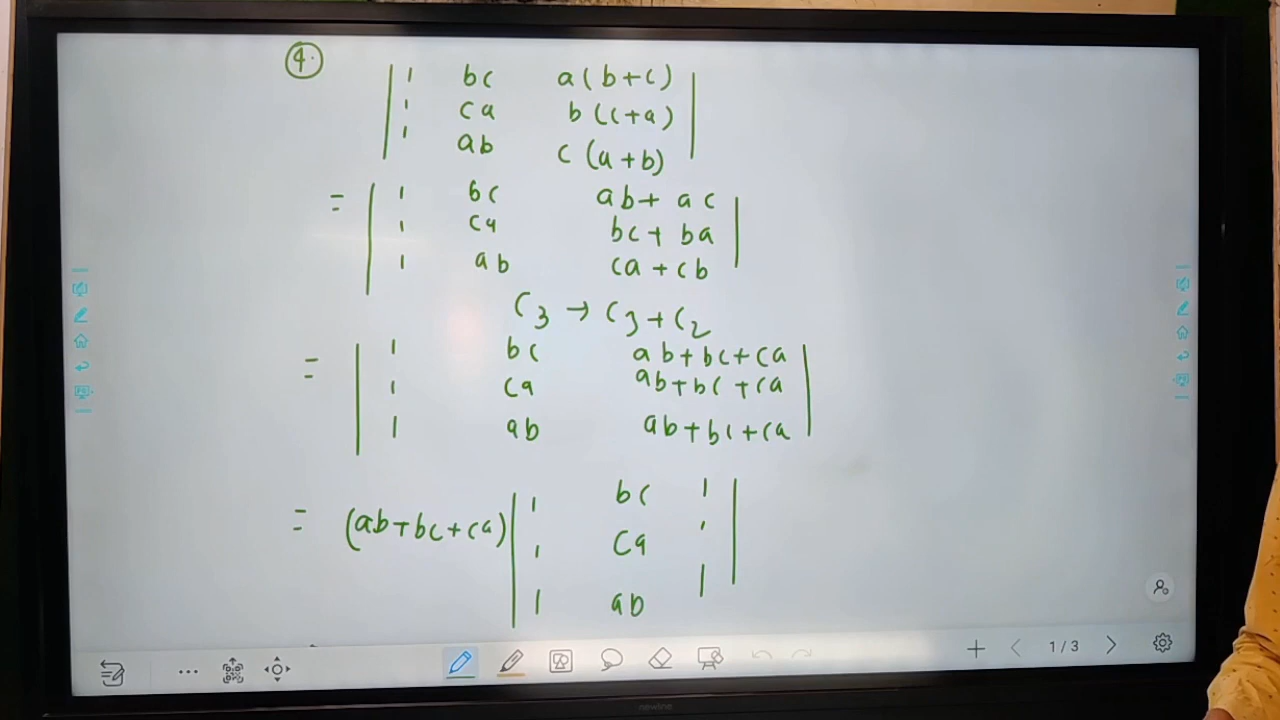 4.
| 1 bc a(b+c) |
| 1 ca b(c+a) |
| 1 ab c(a+b) |
= | 1 bc ab+ac |
| 1 ca bc+ba |
| 1 ab ca+cb |
C3 → C3+C2
= | 1 bc ab+bc+ca |
| 1 ca ab+bc+ca |
| 1 ab ab+bc+ca |
= (ab+bc+ca) | 1 bc 1 |
| 1 ca 1 |
| 1 ab 1 |
1/3
newline